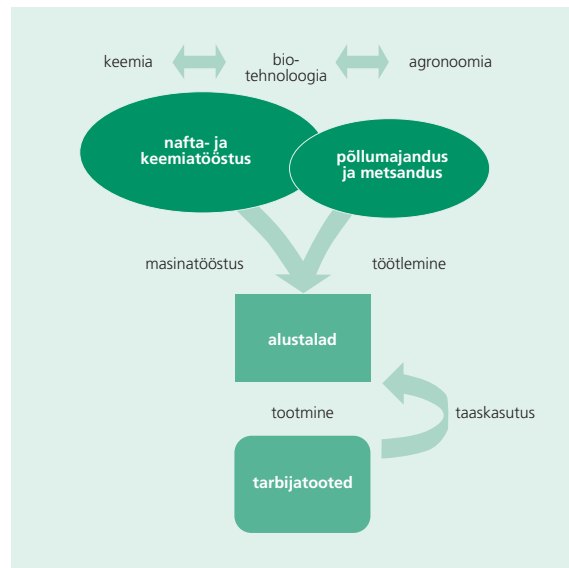 keemia
bio-
tehnoloogia
agronoomia
nafta- ja
keemiatööstus
põllumajandus
ja metsandus
masinatööstus
töötlemine
alustalad
tootmine
taaskasutus
tarbijatooted